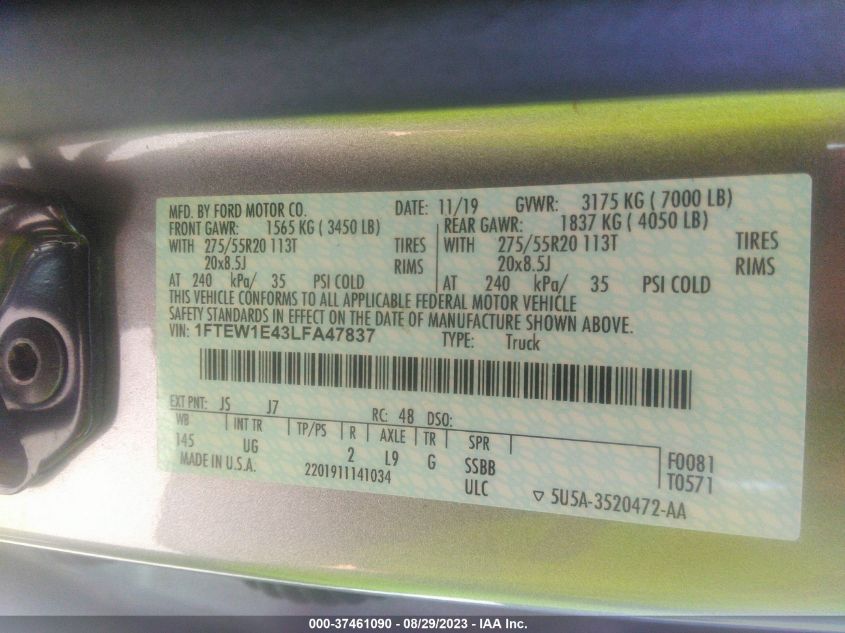 MFD. BY FORD MOTOR CO. DATE: 11/19 GVWR: 3175 KG ( 7000 LB)
FRONT GAWR: 1565 KG ( 3450 LB) REAR GAWR: 1837 KG ( 4050 LB)
WITH 275/55R20 113T TIRES WITH 275/55R20 113T TIRES
20x8.5J RIMS 20x8.5J RIMS
AT 240 kPa/ 35 PSI COLD AT 240 kPa/ 35 PSI COLD
THIS VEHICLE CONFORMS TO ALL APPLICABLE FEDERAL MOTOR VEHICLE
SAFETY STANDARDS IN EFFECT ON THE DATE OF MANUFACTURE SHOWN ABOVE.
VIN: 1FTEW1E43LFA47837 TYPE: Truck
EXT PNT: J5 J7 RC: 48 DSO:
WB INT TR TP/PS R AXLE TR SPR
145 UG 2 L9 G SSBB F0081
MADE IN U.S.A. 2201911141034 ULC T0571
▽ 5U5A-3520472-AA
000-37461090 - 08/29/2023 - IAA Inc.